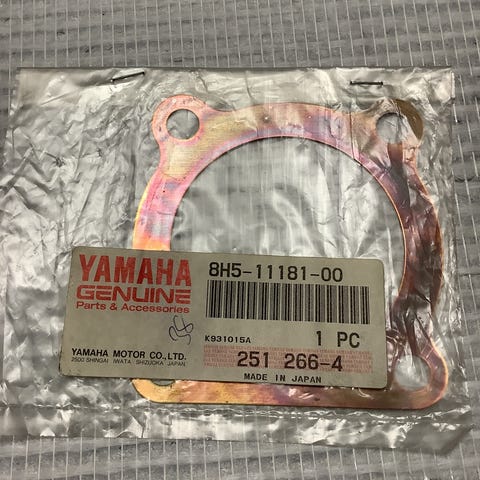 YAMAHA
GENUINE
Parts & Accessories
YAMAHA MOTOR CO.,LTD.
2500 SHINGAI IWATA SHIZUOKA JAPAN
8H5-11181-00
K931015A
1 PC
251 266-4
MADE IN JAPAN